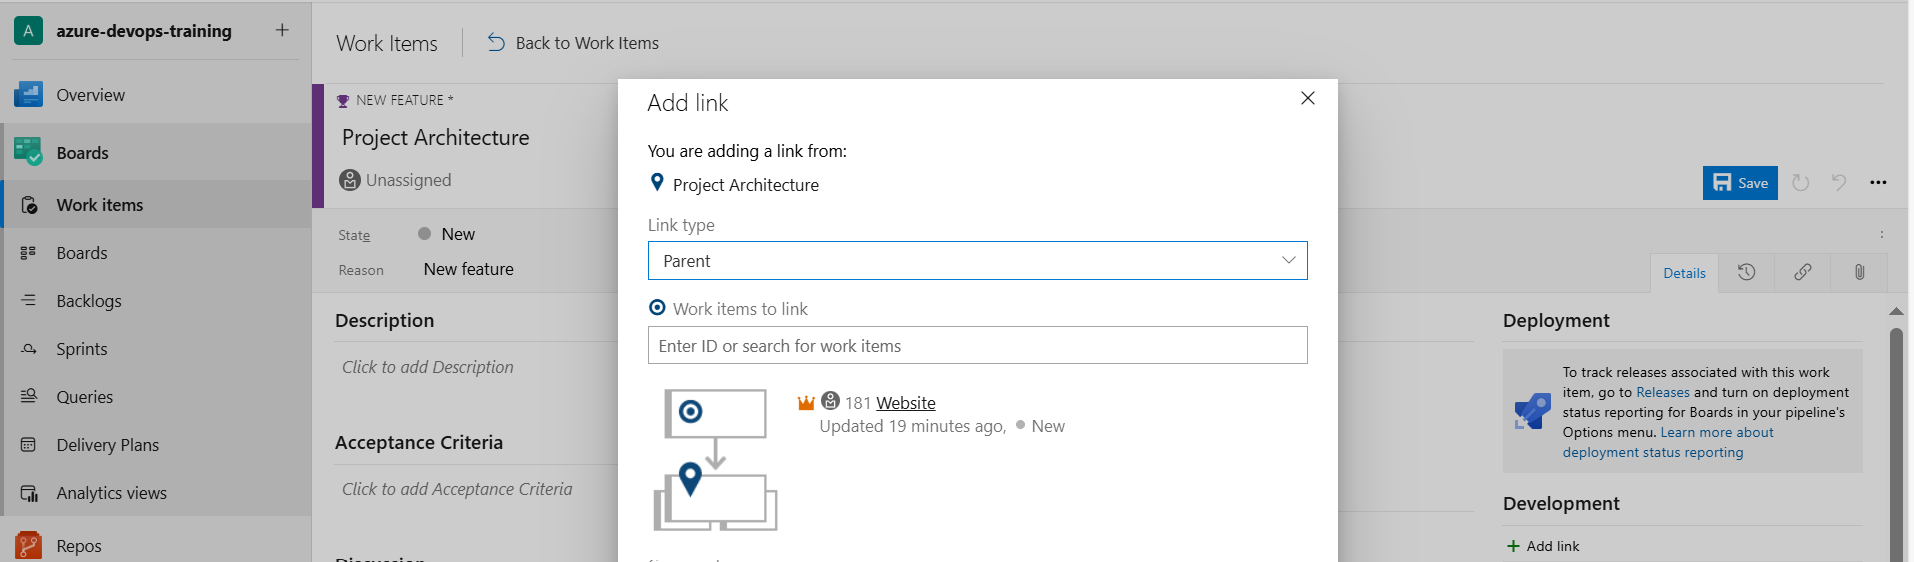 A azure-devops-training +
Overview
Boards
Work items
Boards
Backlogs
Sprints
Queries
Delivery Plans
Analytics views
Repos
Work Items
Back to Work Items
NEW FEATURE *
Project Architecture
Unassigned
State
New
Reason
New feature
Save
Details
Description
Click to add Description
Acceptance Criteria
Click to add Acceptance Criteria
Add link
You are adding a link from:
Project Architecture
Link type
Parent
Work items to link
Enter ID or search for work items
181 Website
Updated 19 minutes ago, New
Deployment
To track releases associated with this work
item, go to Releases and turn on deployment
status reporting for Boards in your pipeline's
Options menu. Learn more about
deployment status reporting
Development
+ Add link